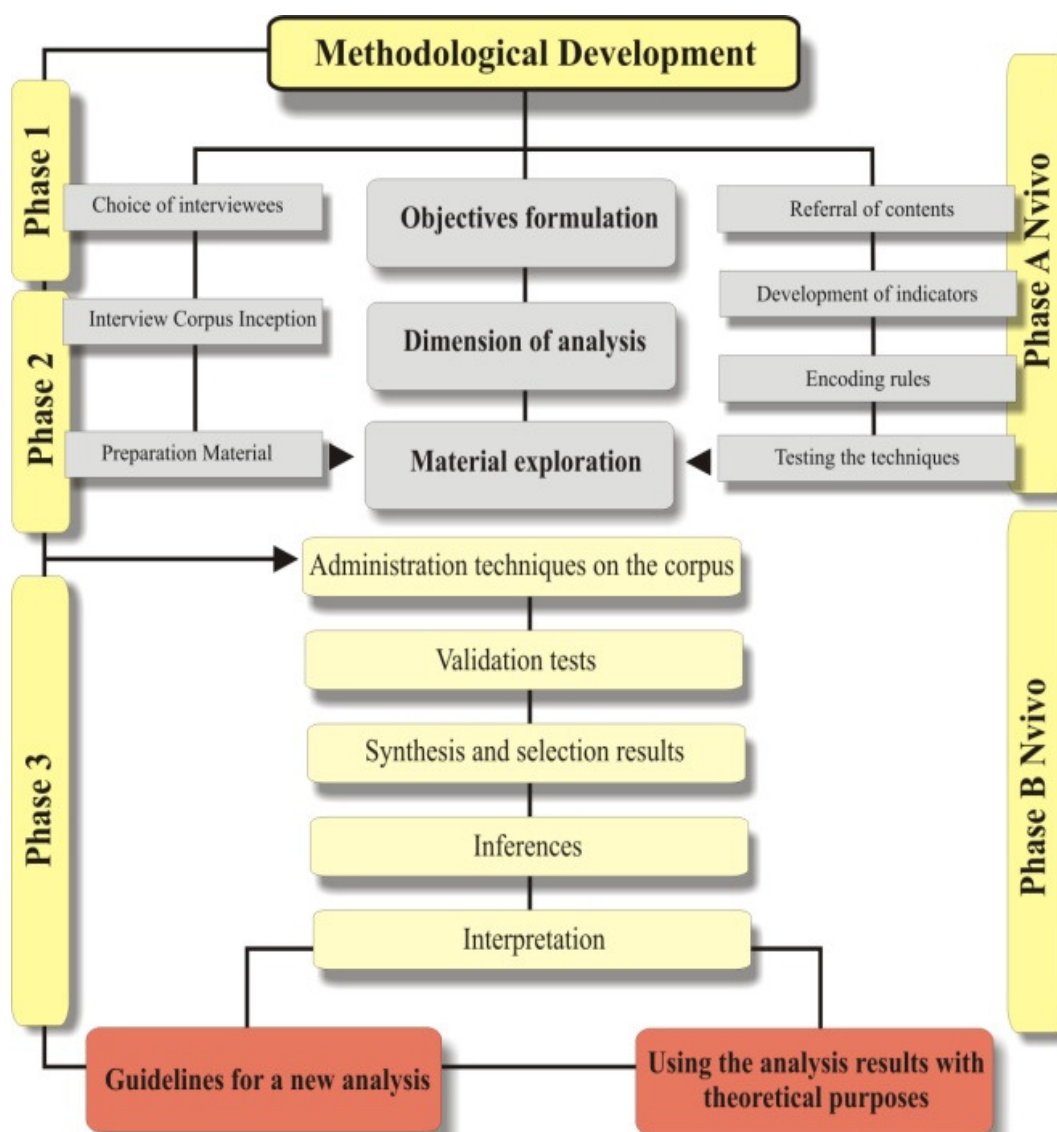 Methodological Development
Phase 1
Phase A Nvivo
Choice of interviewees
Objectives formulation
Referral of contents
Phase 2
Interview Corpus Inception
Dimension of analysis
Development of indicators
Encoding rules
Preparation Material
Material exploration
Testing the techniques
Phase 3
Phase B Nvivo
Administration techniques on the corpus
Validation tests
Synthesis and selection results
Inferences
Interpretation
Guidelines for a new analysis
Using the analysis results with
theoretical purposes